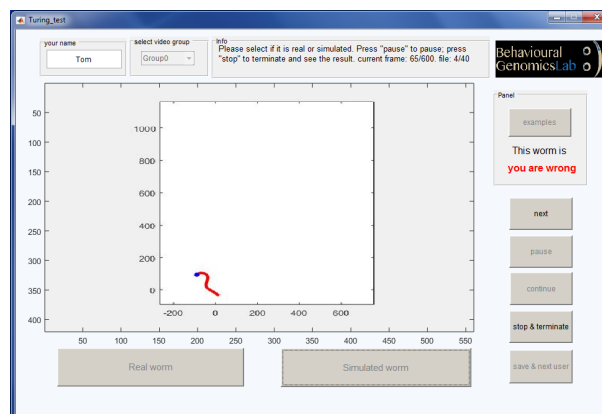 Turing_test
your name
Tom
select video group
Group0
Info
Please select if it is real or simulated. Press "pause" to pause; press
"stop" to terminate and see the result. current frame: 65/600. file: 4/40
Behavioural
GenomicsLab
Panel
examples
This worm is
you are wrong
next
pause
continue
stop & terminate
save & next user
50
100
150
200
250
300
350
400
1000
800
600
400
200
0
-200 0 200 400 600
50 100 150 200 250 300 350 400 450 500 550
Real worm
Simulated worm